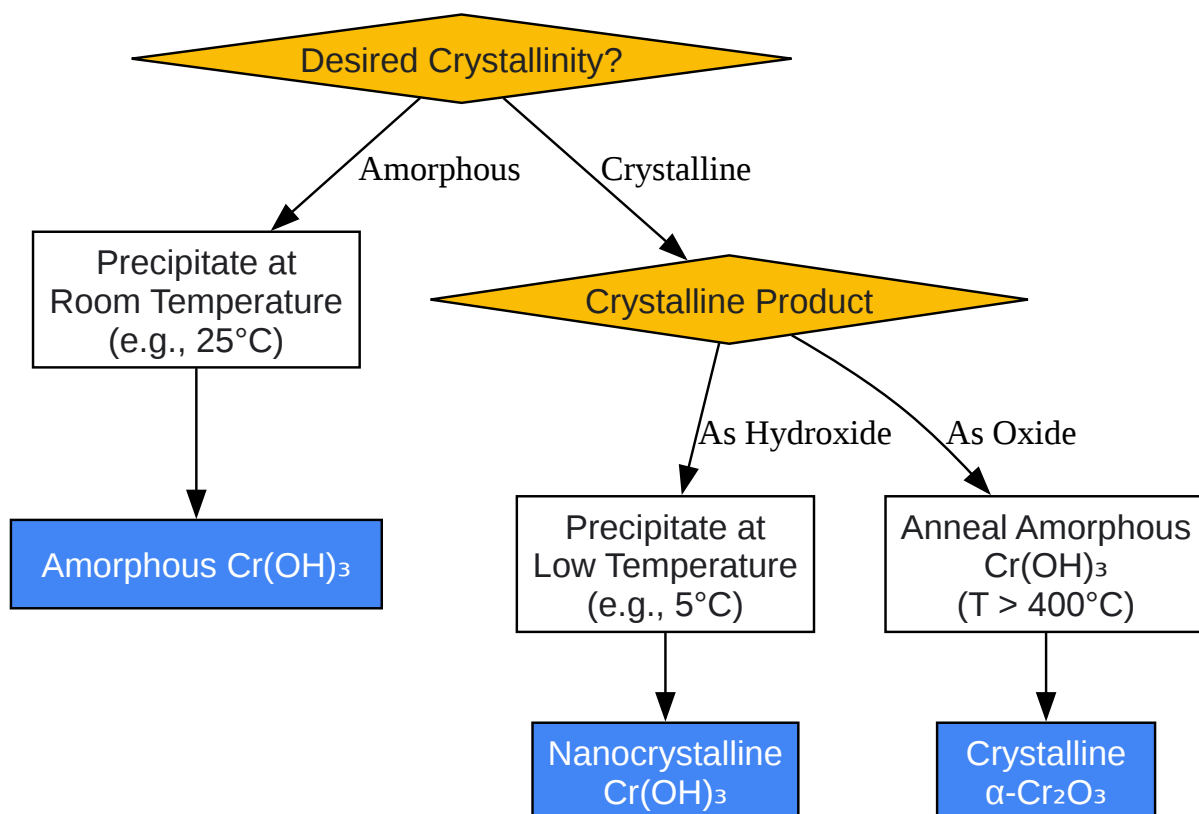 Desired Crystallinity?
Amorphous
Crystalline
Precipitate at
Room Temperature
(e.g., 25°C)
Crystalline Product
As Hydroxide
As Oxide
Amorphous Cr(OH)₃
Precipitate at
Low Temperature
(e.g., 5°C)
Anneal Amorphous
Cr(OH)₃
(T > 400°C)
Nanocrystalline
Cr(OH)₃
Crystalline
α-Cr₂O₃